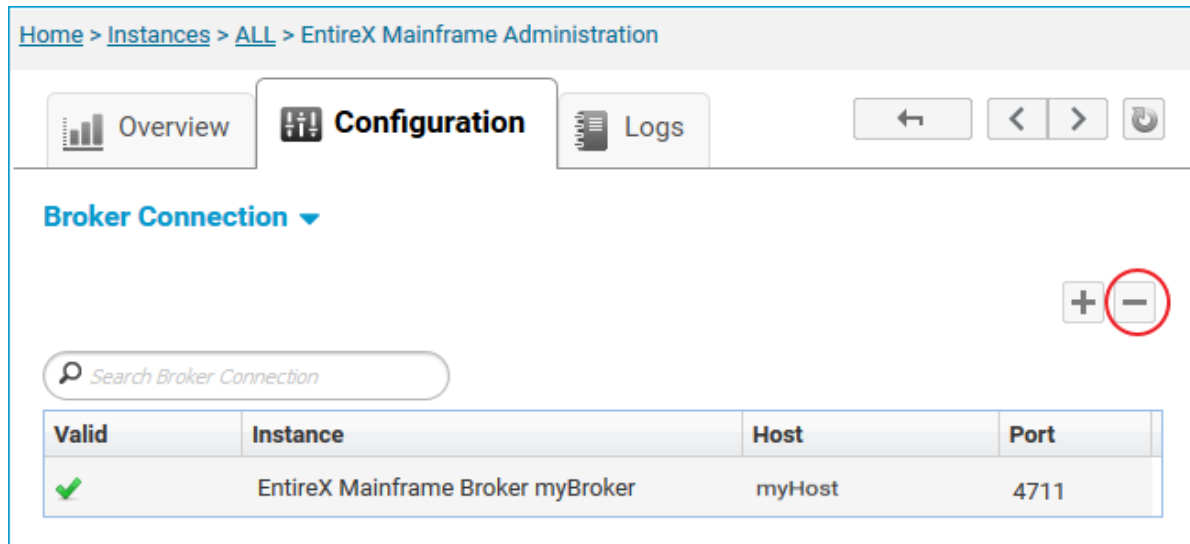 Home > Instances > ALL > EntireX Mainframe Administration
Overview Configuration Logs
Broker Connection
Search Broker Connection
Valid Instance Host Port
EntireX Mainframe Broker myBroker myHost 4711